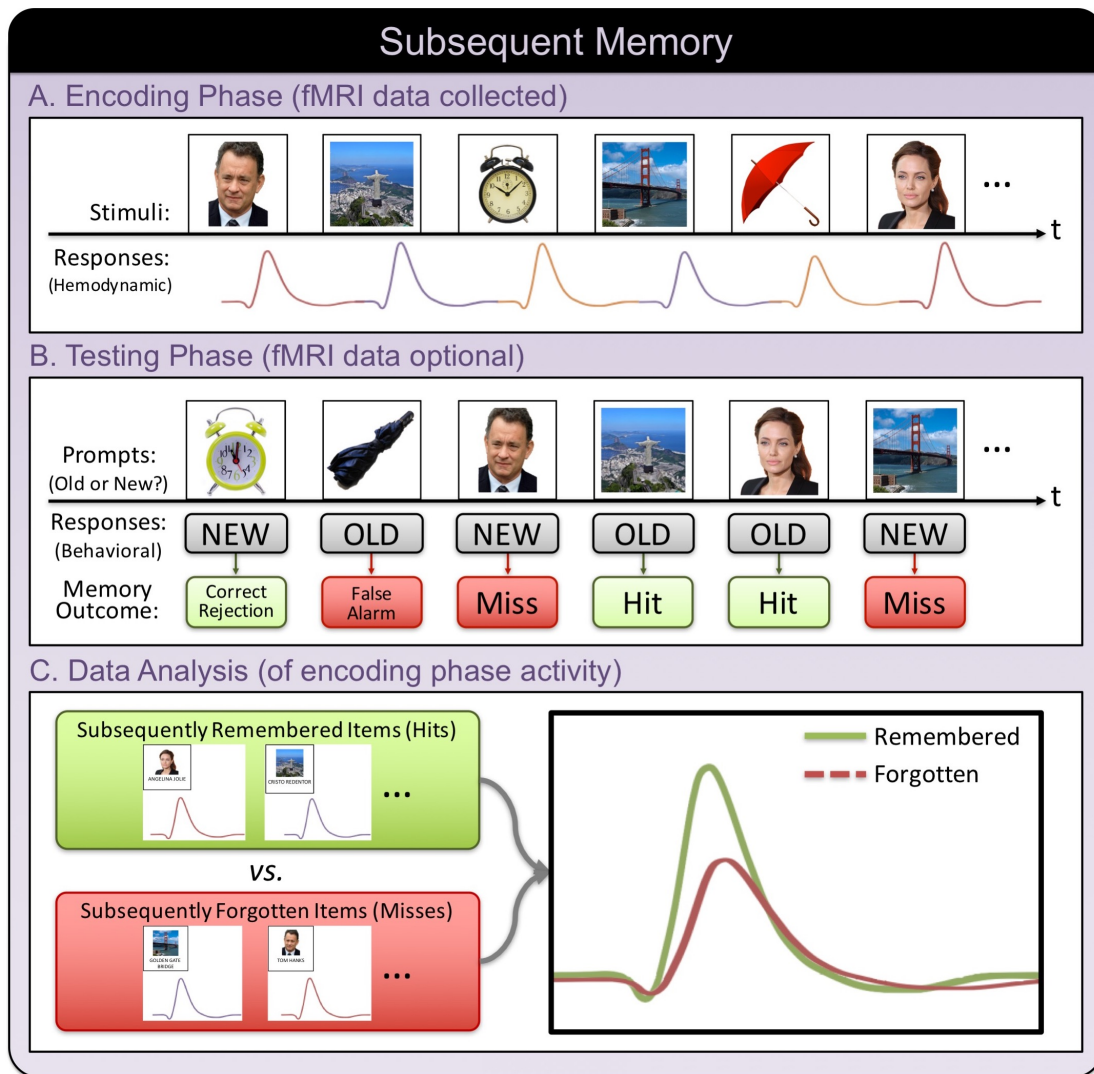 Subsequent Memory
A. Encoding Phase (fMRI data collected)
Stimuli:
...
t
Responses:
(Hemodynamic)
B. Testing Phase (fMRI data optional)
Prompts:
(Old or New?)
...
t
Responses:
(Behavioral)
NEW
OLD
NEW
OLD
OLD
NEW
Memory
Outcome:
Correct
Rejection
False
Alarm
Miss
Hit
Hit
Miss
C. Data Analysis (of encoding phase activity)
Subsequently Remembered Items (Hits)
ANGELINA JOLIE
CRISTO REDENTOR
...
vs.
Subsequently Forgotten Items (Misses)
GOLDEN GATE
BRIDGE
TOM HANKS
...
Remembered
Forgotten